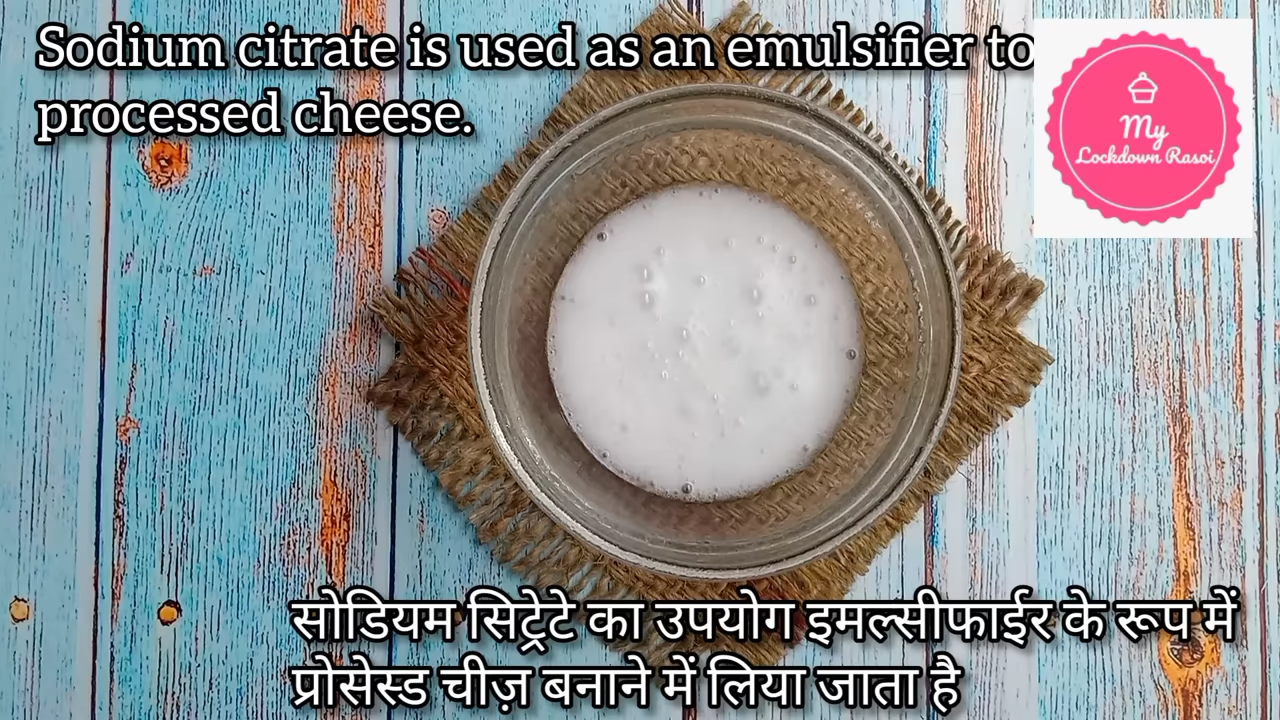 Sodium citrate is used as an emulsifier to
processed cheese.
My
Lockdown Rasoi
सोडियम सिट्रेटे का उपयोग इमल्सीफाईर के रूप में
प्रोसेस्ड चीज़ बनाने में लिया जाता है